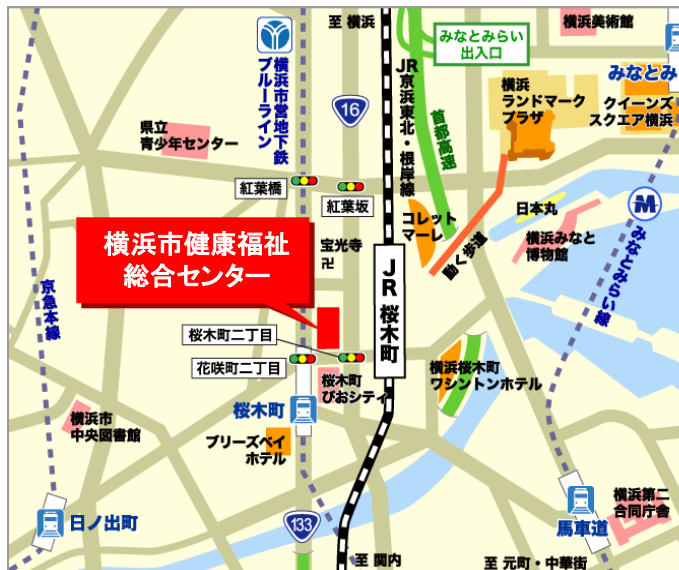 至 横浜
みなとみらい
出入口
横浜美術館
みなとみ
横浜市営地下鉄
ブルーライン
16
JR京浜東北・根岸線
首都高速
横浜
ランドマーク
プラザ
クイーンズ
スクエア横浜
県立
青少年センター
紅葉橋
紅葉坂
コレット
マーレ
日本丸
M
横浜みなと
博物館
みなとみらい線
動く歩道
横浜市健康福祉
総合センター
宝光寺
卍
JR桜木町
京急本線
桜木町二丁目
花咲町二丁目
桜木町
ぴおシティ
横浜桜木町
ワシントンホテル
桜木町
横浜市
中央図書館
ブリーズベイ
ホテル
日ノ出町
133
馬車道
横浜第二
合同庁舎
至 関内
至 元町・中華街